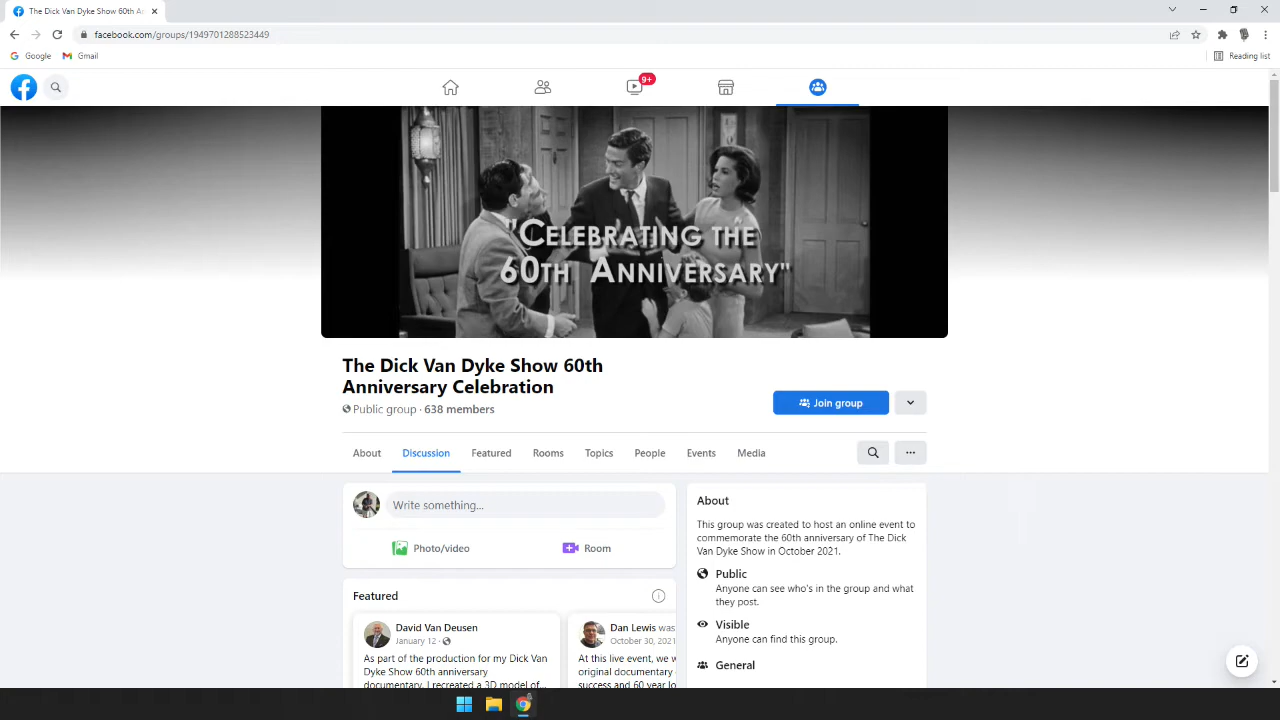 The Dick Van Dyke Show 60th An
facebook.com/groups/1949701288523449
Google
Gmail
Reading list
9+
"CELEBRATING THE
60TH ANNIVERSARY"
The Dick Van Dyke Show 60th
Anniversary Celebration
Public group · 638 members
Join group
About
Discussion
Featured
Rooms
Topics
People
Events
Media
Write something...
Photo/video
Room
About
This group was created to host an online event to
commemorate the 60th anniversary of The Dick
Van Dyke Show in October 2021.
Public
Anyone can see who's in the group and what
they post.
Visible
Anyone can find this group.
General
Featured
David Van Deusen
January 12 ·
As part of the production for my Dick Van
Dyke Show 60th anniversary
documentary, I recreated a 3D model of...
Dan Lewis was
October 30, 2021
At this live event, we w
original documentary
success and 60 year lo